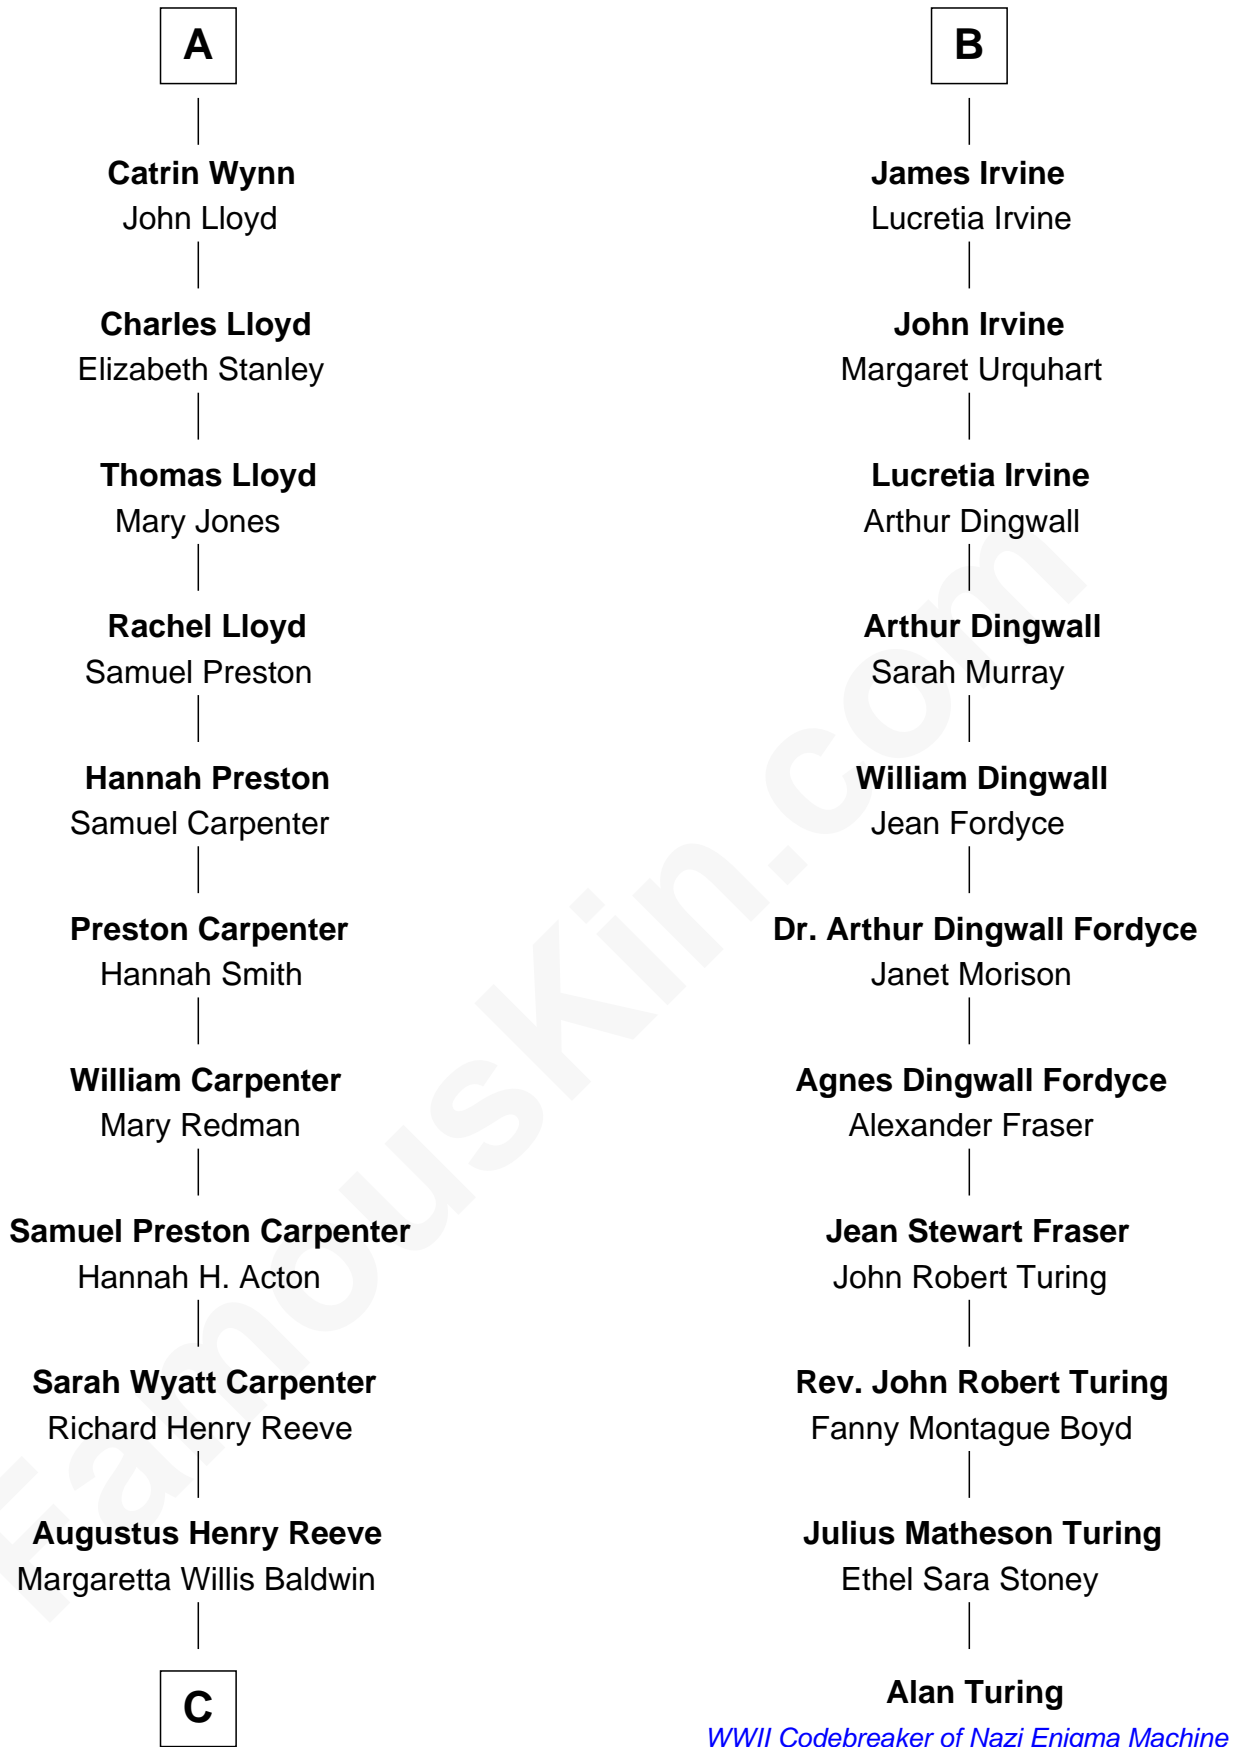 A
Catrin Wynn
John Lloyd
Charles Lloyd
Elizabeth Stanley
Thomas Lloyd
Mary Jones
Rachel Lloyd
Samuel Preston
Hannah Preston
Samuel Carpenter
Preston Carpenter
Hannah Smith
William Carpenter
Mary Redman
Samuel Preston Carpenter
Hannah H. Acton
Sarah Wyatt Carpenter
Richard Henry Reeve
Augustus Henry Reeve
Margaretta Willis Baldwin
C
B
James Irvine
Lucretia Irvine
John Irvine
Margaret Urquhart
Lucretia Irvine
Arthur Dingwall
Arthur Dingwall
Sarah Murray
William Dingwall
Jean Fordyce
Dr. Arthur Dingwall Fordyce
Janet Morison
Agnes Dingwall Fordyce
Alexander Fraser
Jean Stewart Fraser
John Robert Turing
Rev. John Robert Turing
Fanny Montague Boyd
Julius Matheson Turing
Ethel Sara Stoney
Alan Turing
WWII Codebreaker of Nazi Enigma Machine
FamousKin.com